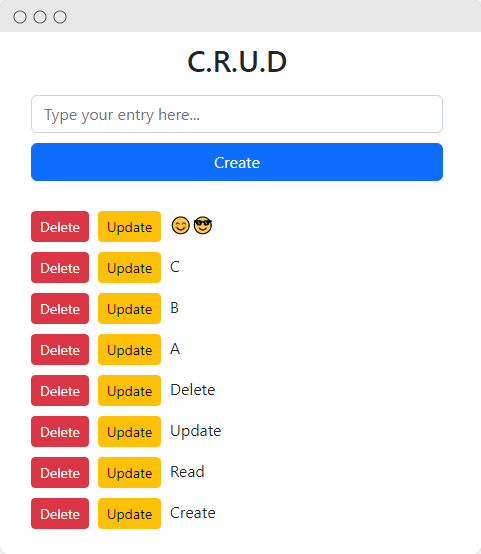 C.R.U.D
Type your entry here...
Create
Delete Update 😊😎
Delete Update C
Delete Update B
Delete Update A
Delete Update Delete
Delete Update Update
Delete Update Read
Delete Update Create